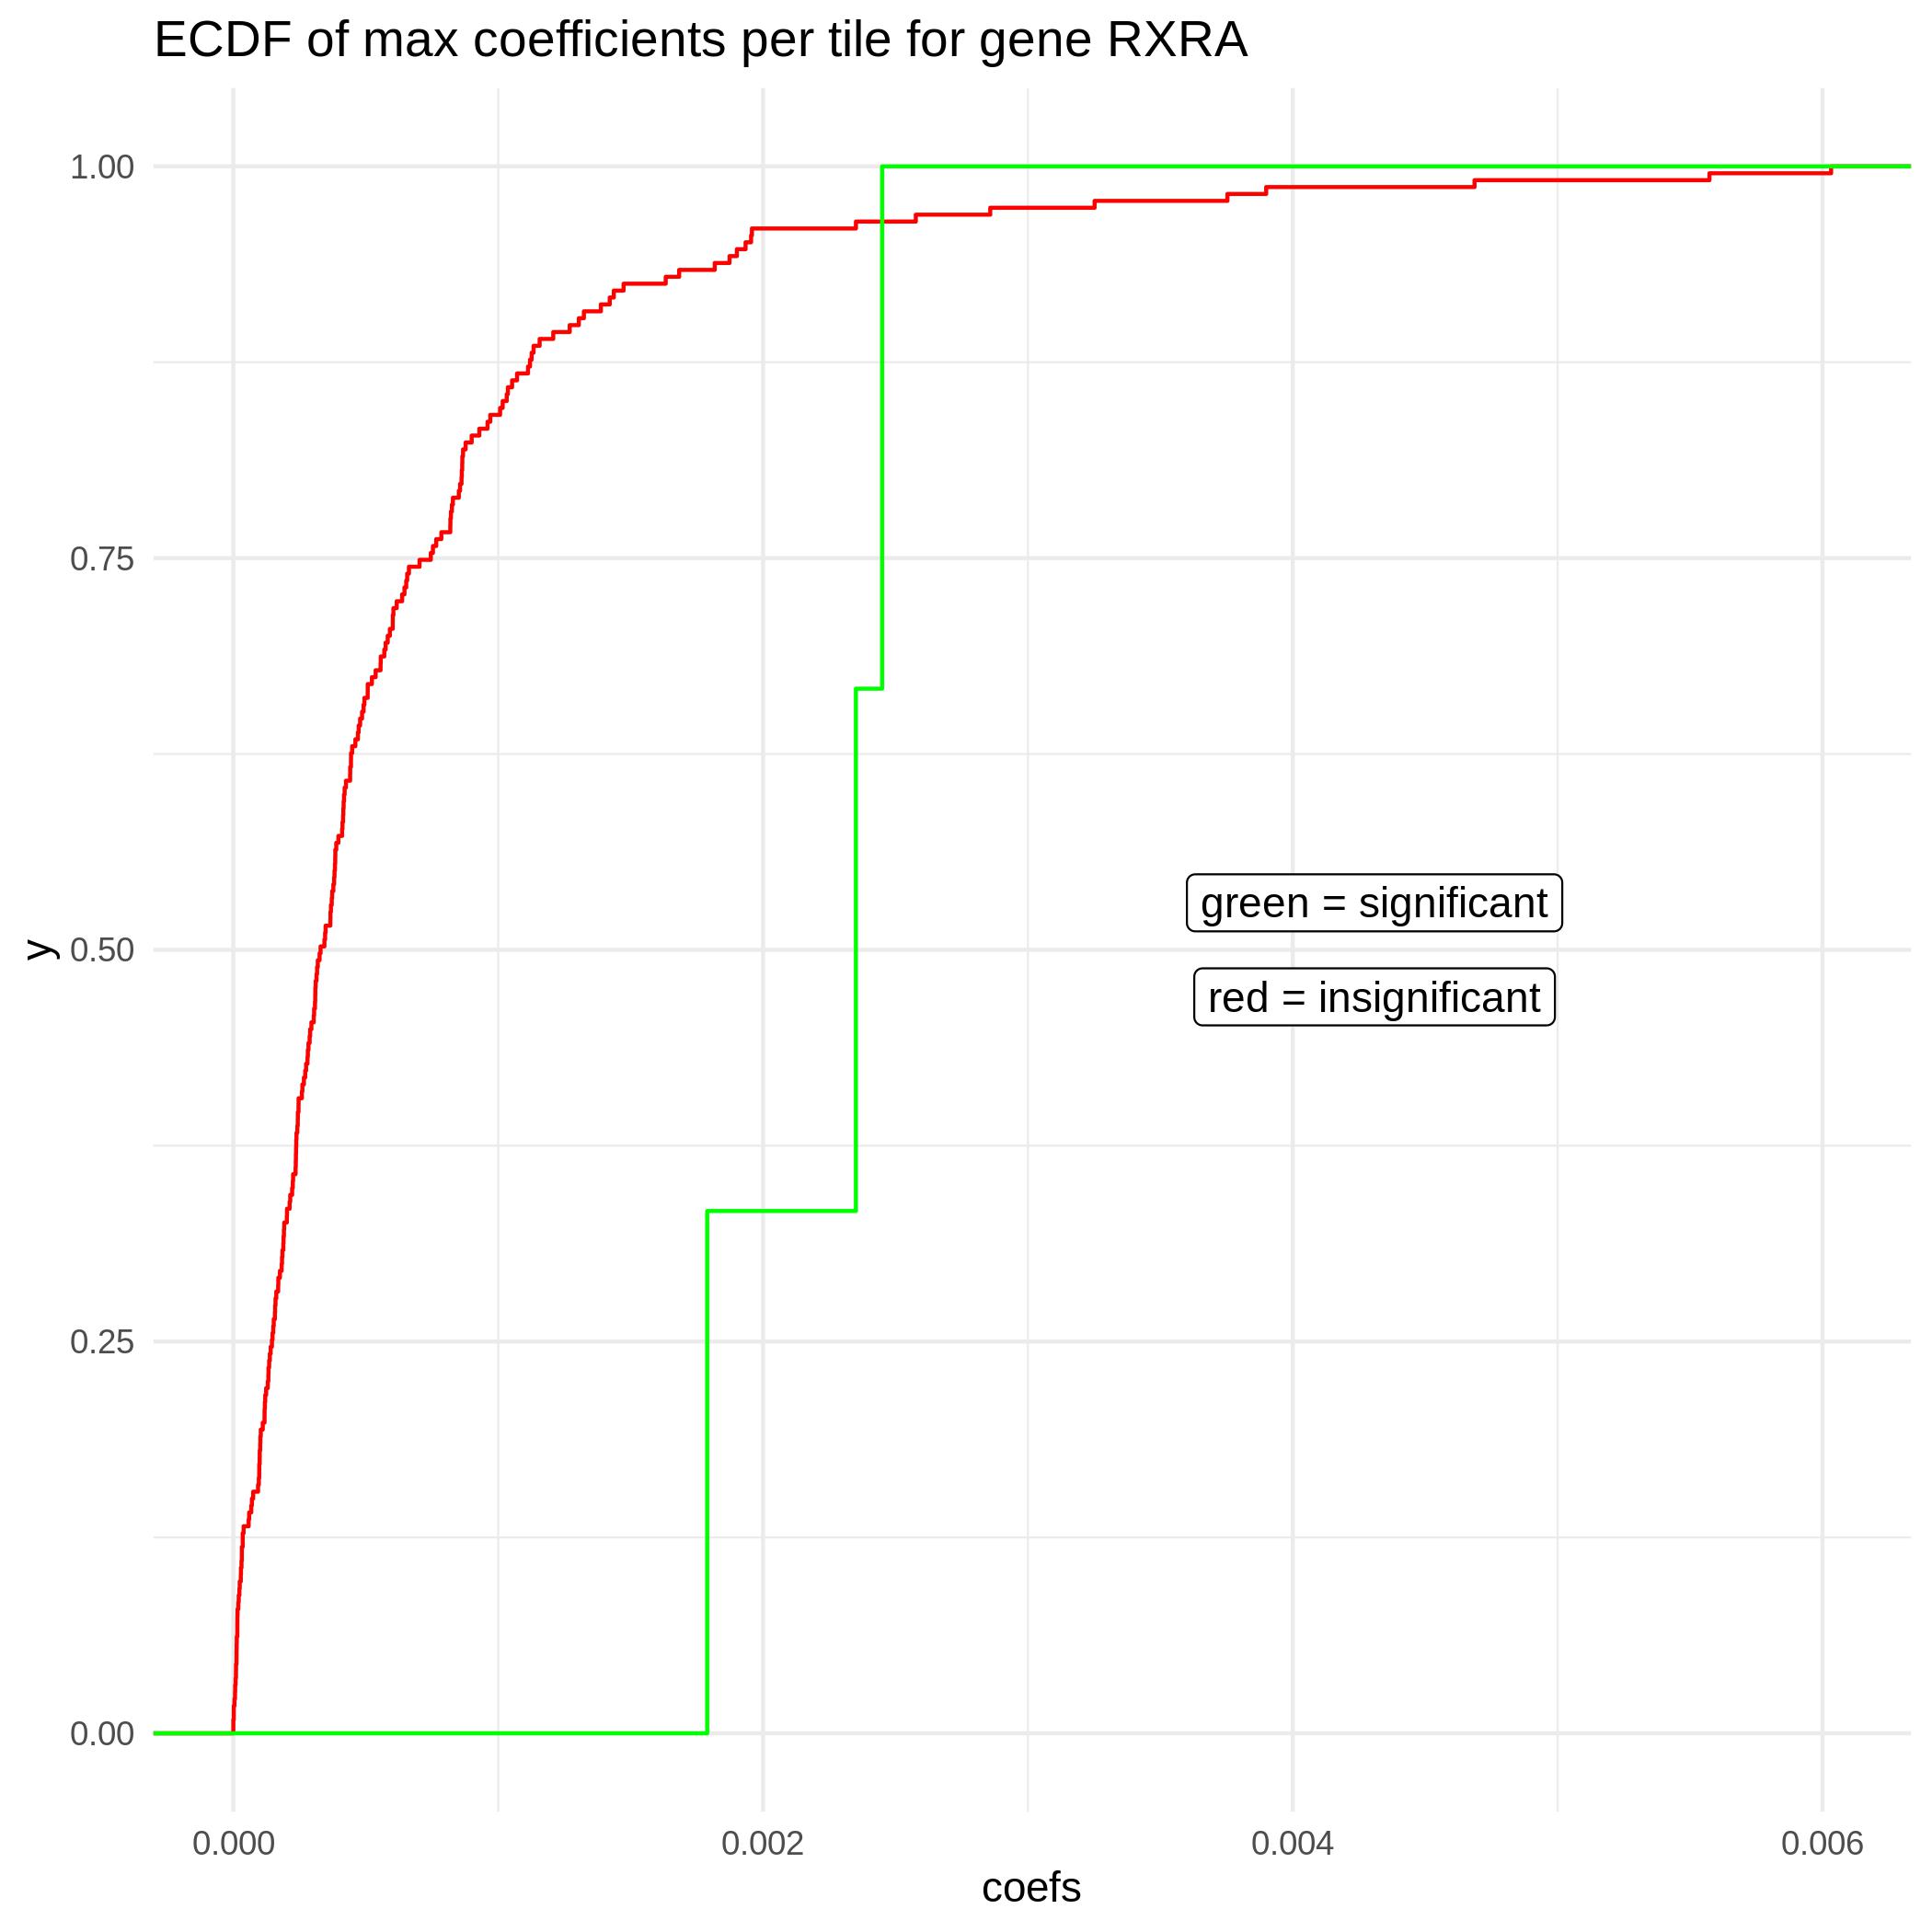 ECDF of max coefficients per tile for gene RXRA
1.00
0.75
0.50
0.25
0.00
y
green = significant
red = insignificant
0.000 0.002 0.004 0.006
coefs